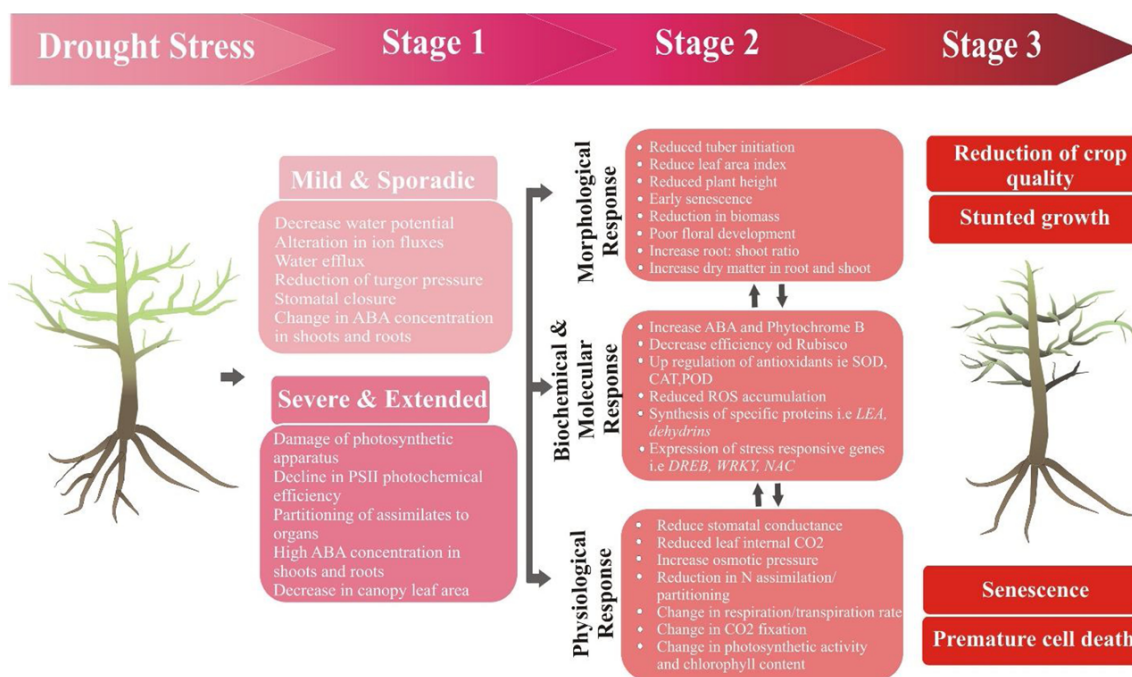 Drought Stress
Stage 1
Stage 2
Stage 3
Mild & Sporadic
Decrease water potential
Alteration in ion fluxes
Water efflux
Reduction of turgor pressure
Stomatal closure
Change in ABA concentration
in shoots and roots
Severe & Extended
Damage of photosynthetic
apparatus
Decline in PSII photochemical
efficiency
Partitioning of assimilates to
organs
High ABA concentration in
shoots and roots
Decrease in canopy leaf area
Morphological
Response
• Reduced tuber initiation
• Reduce leaf area index
• Reduced plant height
• Early senescence
• Reduction in biomass
• Poor floral development
• Increase root: shoot ratio
• Increase dry matter in root and shoot
Biochemical &
Molecular
Response
• Increase ABA and Phytochrome B
• Decrease efficiency od Rubisco
• Up regulation of antioxidants ie SOD,
CAT,POD
• Reduced ROS accumulation
• Synthesis of specific proteins i.e LEA,
dehydrins
• Expression of stress responsive genes
i.e DREB, WRKY, NAC
Physiological
Response
• Reduce stomatal conductance
• Reduced leaf internal CO2
• Increase osmotic pressure
• Reduction in N assimilation/
partitioning
• Change in respiration/transpiration rate
• Change in CO2 fixation
• Change in photosynthetic activity
and chlorophyll content
Reduction of crop
quality
Stunted growth
Senescence
Premature cell death